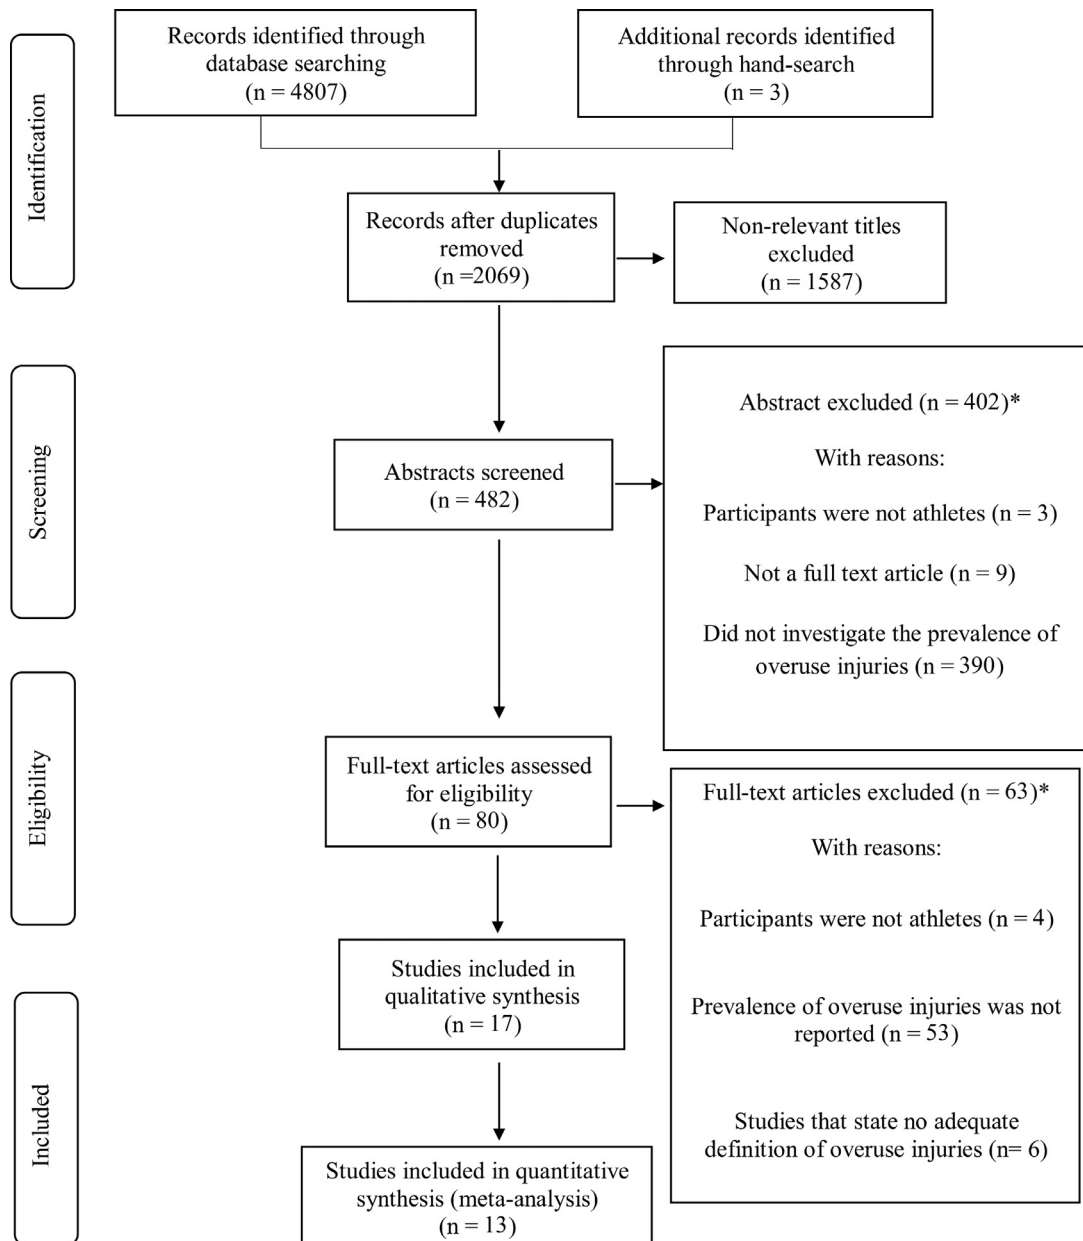 Identification
Records identified through
database searching
(n = 4807)
Additional records identified
through hand-search
(n = 3)
Records after duplicates
removed
(n =2069)
Non-relevant titles
excluded
(n = 1587)
Screening
Abstracts screened
(n = 482)
Abstract excluded (n = 402)*
With reasons:
Participants were not athletes (n = 3)
Not a full text article (n = 9)
Did not investigate the prevalence of
overuse injuries (n = 390)
Eligibility
Full-text articles assessed
for eligibility
(n = 80)
Full-text articles excluded (n = 63)*
With reasons:
Participants were not athletes (n = 4)
Prevalence of overuse injuries was not
reported (n = 53)
Studies that state no adequate
definition of overuse injuries (n= 6)
Included
Studies included in
qualitative synthesis
(n = 17)
Studies included in quantitative
synthesis (meta-analysis)
(n = 13)